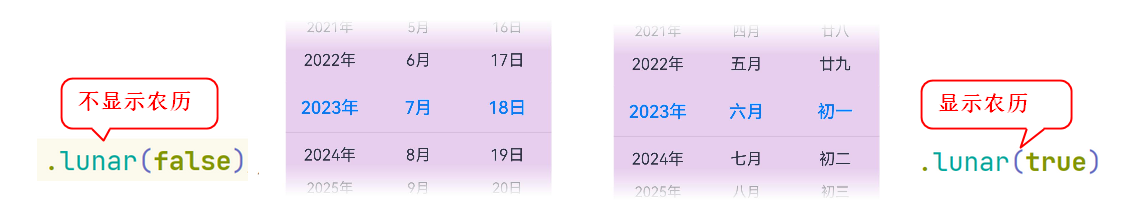 不显示农历
.lunar(false)
2021年 5月 16日
2022年 6月 17日
2023年 7月 18日
2024年 8月 19日
2025年 9月 20日
2021年 四月 廿八
2022年 五月 廿九
2023年 六月 初一
2024年 七月 初二
2025年 八月 初三
显示农历
.lunar(true)